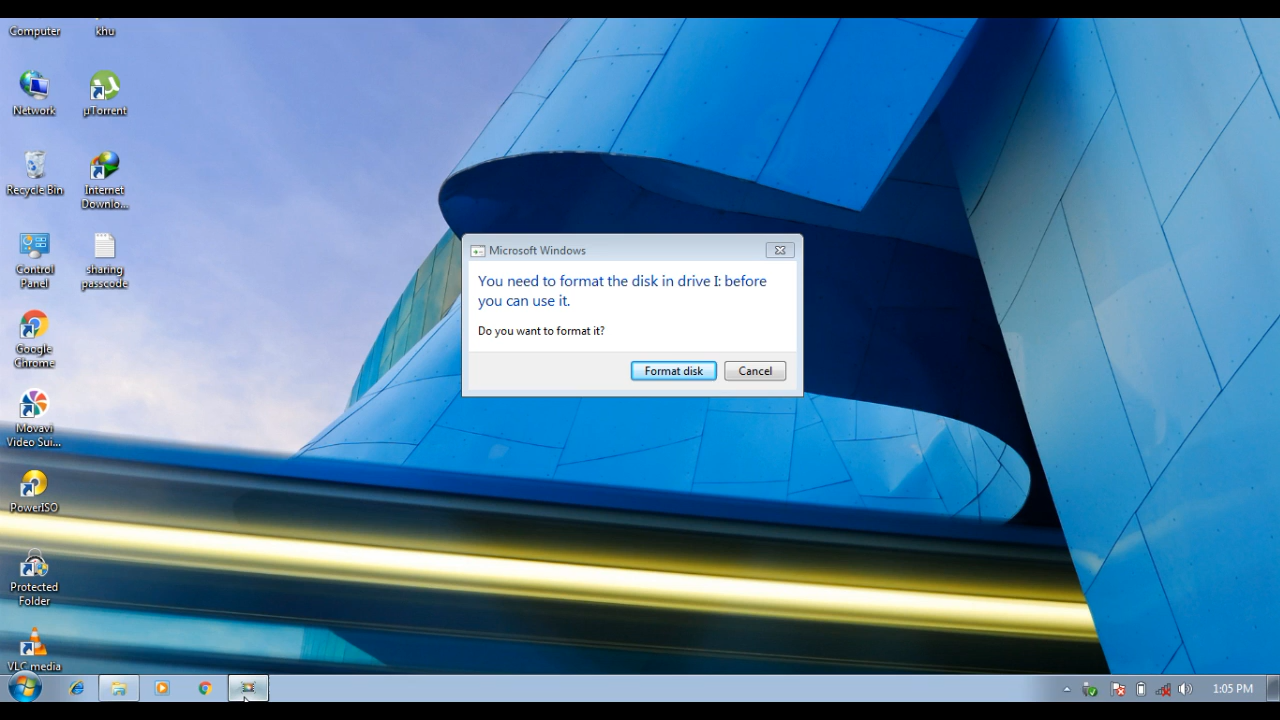 Computer
khu
Network
µTorrent
Recycle Bin
Internet
Downlo...
Control
Panel
sharing
passcode
Google
Chrome
Movavi
Video Sui...
PowerISO
Protected
Folder
VLC media
Microsoft Windows
You need to format the disk in drive I: before
you can use it.
Do you want to format it?
Format disk
Cancel
1:05 PM